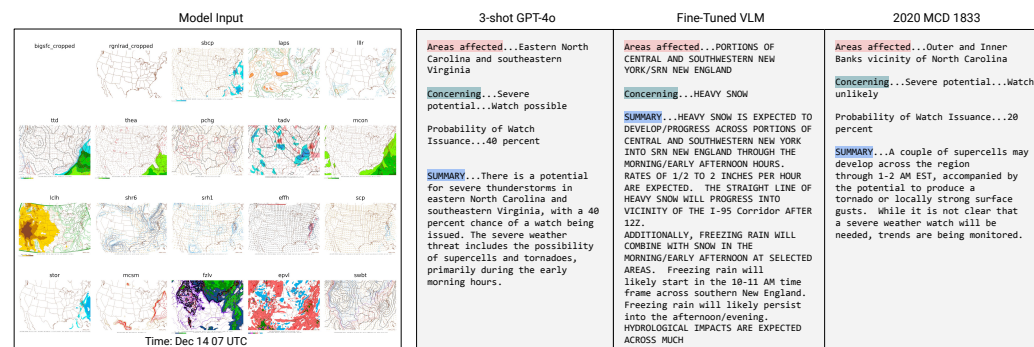 Model Input
3-shot GPT-4o
Fine-Tuned VLM
2020 MCD 1833
bigsfc_cropped
rgnlrad_cropped
sbcp
laps
lllr
ttd
thea
pchg
tadv
mcon
lclh
shr6
srh1
effh
scp
stor
mcsm
fzlv
epvl
swbt
Time: Dec 14 07 UTC
Areas affected...Eastern North
Carolina and southeastern
Virginia
Concerning...Severe
potential...Watch possible
Probability of Watch
Issuance...40 percent
SUMMARY...There is a potential
for severe thunderstorms in
eastern North Carolina and
southeastern Virginia, with a 40
percent chance of a watch being
issued. The severe weather
threat includes the possibility
of supercells and tornadoes,
primarily during the early
morning hours.
Areas affected...PORTIONS OF
CENTRAL AND SOUTHWESTERN NEW
YORK/SRN NEW ENGLAND
Concerning...HEAVY SNOW
SUMMARY...HEAVY SNOW IS EXPECTED TO
DEVELOP/PROGRESS ACROSS PORTIONS OF
CENTRAL AND SOUTHWESTERN NEW YORK
INTO SRN NEW ENGLAND THROUGH THE
MORNING/EARLY AFTERNOON HOURS.
RATES OF 1/2 TO 2 INCHES PER HOUR
ARE EXPECTED.  THE STRAIGHT LINE OF
HEAVY SNOW WILL PROGRESS INTO
VICINITY OF THE I-95 Corridor AFTER
12Z.
ADDITIONALLY, FREEZING RAIN WILL
COMBINE WITH SNOW IN THE
MORNING/EARLY AFTERNOON AT SELECTED
AREAS.  Freezing rain will
likely start in the 10-11 AM time
frame across southern New England.
Freezing rain will likely persist
into the afternoon/evening.
HYDROLOGICAL IMPACTS ARE EXPECTED
ACROSS MUCH
Areas affected...Outer and Inner
Banks vicinity of North Carolina
Concerning...Severe potential...Watch
unlikely
Probability of Watch Issuance...20
percent
SUMMARY...A couple of supercells may
develop across the region
through 1-2 AM EST, accompanied by
the potential to produce a
tornado or locally strong surface
gusts.  While it is not clear that
a severe weather watch will be
needed, trends are being monitored.